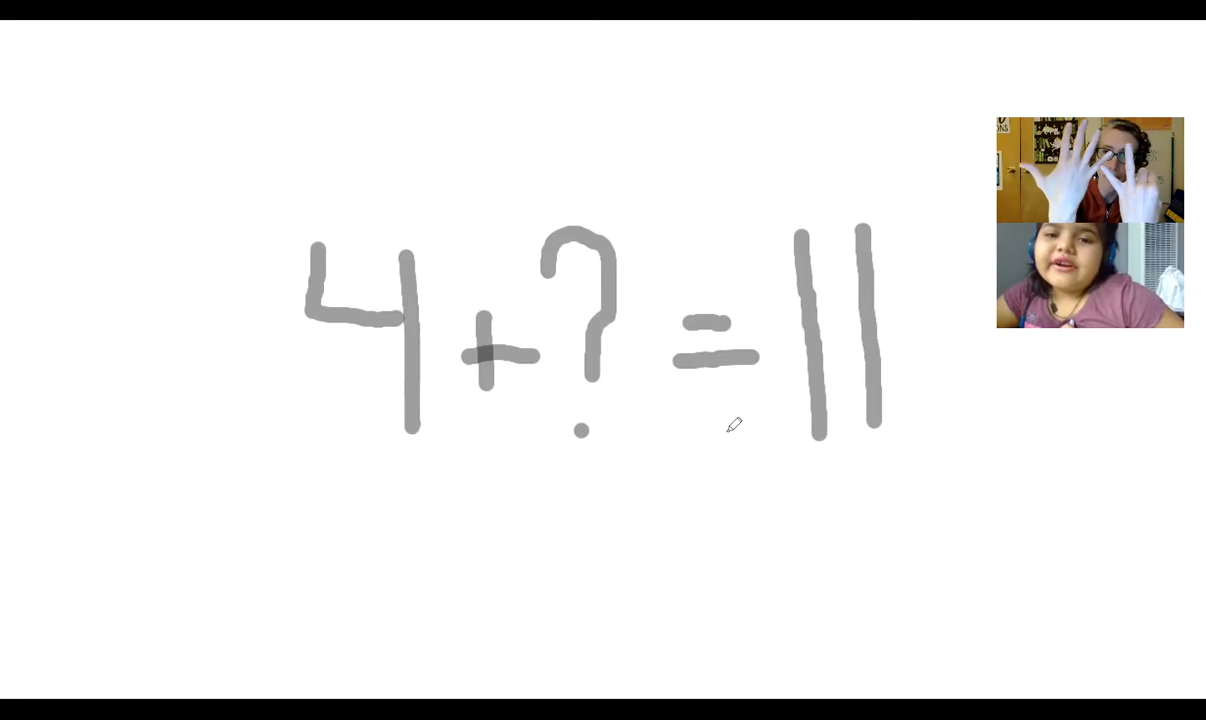 4 + ? = 11